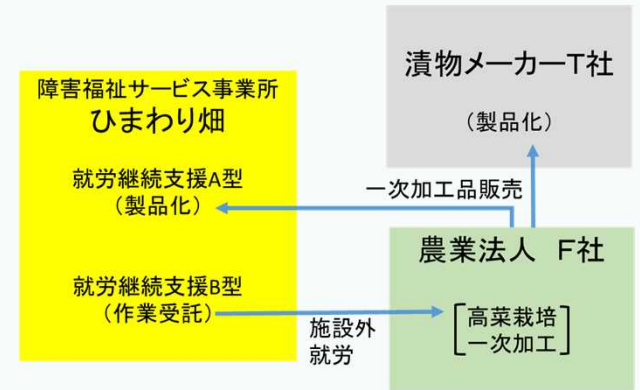 障害福祉サービス事業所
ひまわり畑
就労継続支援A型
（製品化）
就労継続支援B型
（作業受託）
漬物メーカーT社
（製品化）
一次加工品販売
農業法人　F社
高菜栽培
一次加工
施設外
就労